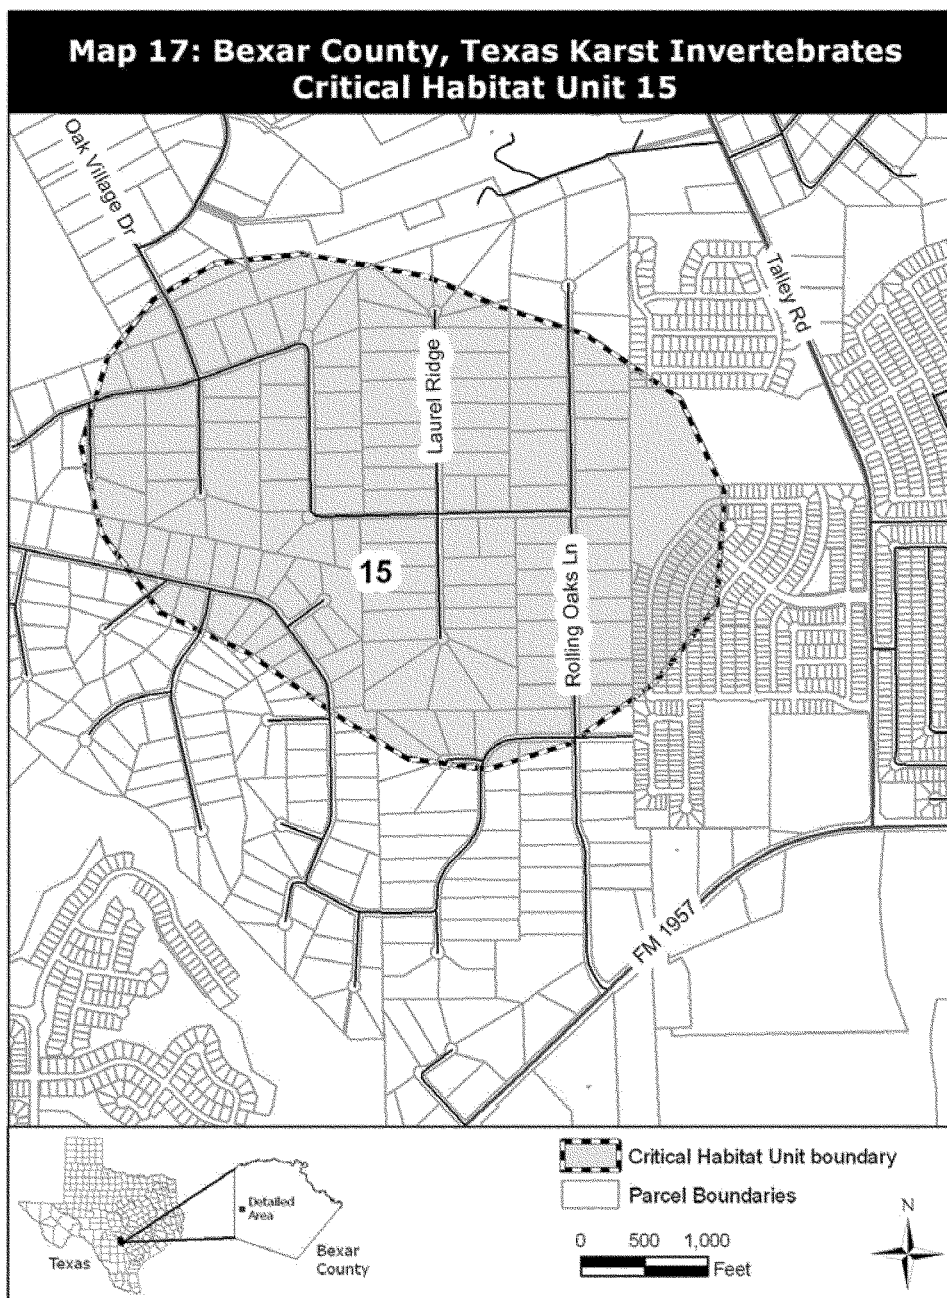 Map 17: Bexar County, Texas Karst Invertebrates
Critical Habitat Unit 15
Oak Village Dr
Talley Rd
Laurel Ridge
15
Rolling Oaks Ln
FM 1957
Texas
Detailed
Area
Bexar
County
Critical Habitat Unit boundary
Parcel Boundaries
0 500 1,000
Feet
N